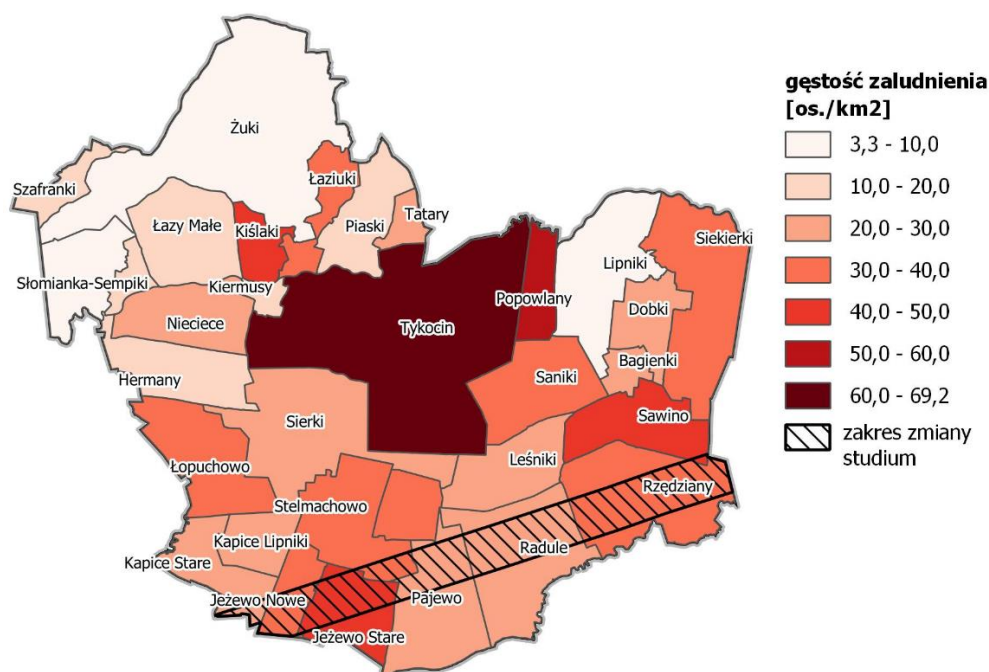 gęstość zaludnienia
[os./km2]
3,3 - 10,0
10,0 - 20,0
20,0 - 30,0
30,0 - 40,0
40,0 - 50,0
50,0 - 60,0
60,0 - 69,2
zakres zmiany
studium
Żuki
Szafranki
Łaziuki
Łazy Małe
Kiślaki
Piaski
Tatary
Siekierki
Lipniki
Słomianka-Sempiki
Kiermusy
Popowlany
Dobki
Nieciece
Tykocin
Bagienki
Hermany
Saniki
Sierki
Sawino
Leśniki
Łopuchowo
Rzędziany
Stelmachowo
Kapice Lipniki
Radule
Kapice Stare
Jeżewo Nowe
Pajewo
Jeżewo Stare